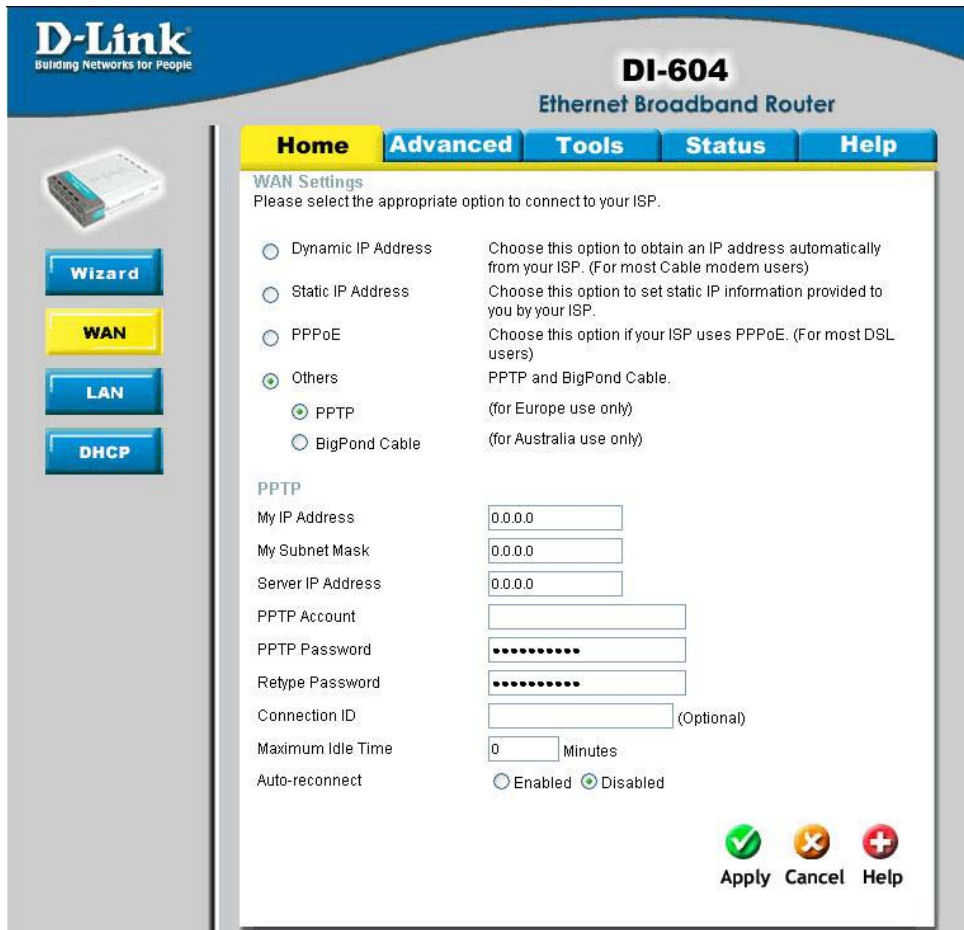 D-Link
Building Networks for People
DI-604
Ethernet Broadband Router
Home
Advanced
Tools
Status
Help
Wizard
WAN
LAN
DHCP
WAN Settings
Please select the appropriate option to connect to your ISP.
Dynamic IP Address
Choose this option to obtain an IP address automatically
from your ISP. (For most Cable modem users)
Static IP Address
Choose this option to set static IP information provided to
you by your ISP.
PPPoE
Choose this option if your ISP uses PPPoE. (For most DSL
users)
Others
PPTP and BigPond Cable.
PPTP
(for Europe use only)
BigPond Cable
(for Australia use only)
PPTP
My IP Address
0.0.0.0
My Subnet Mask
0.0.0.0
Server IP Address
0.0.0.0
PPTP Account
PPTP Password
••••••••••
Retype Password
••••••••••
Connection ID
(Optional)
Maximum Idle Time
0
Minutes
Auto-reconnect
Enabled
Disabled
Apply
Cancel
Help